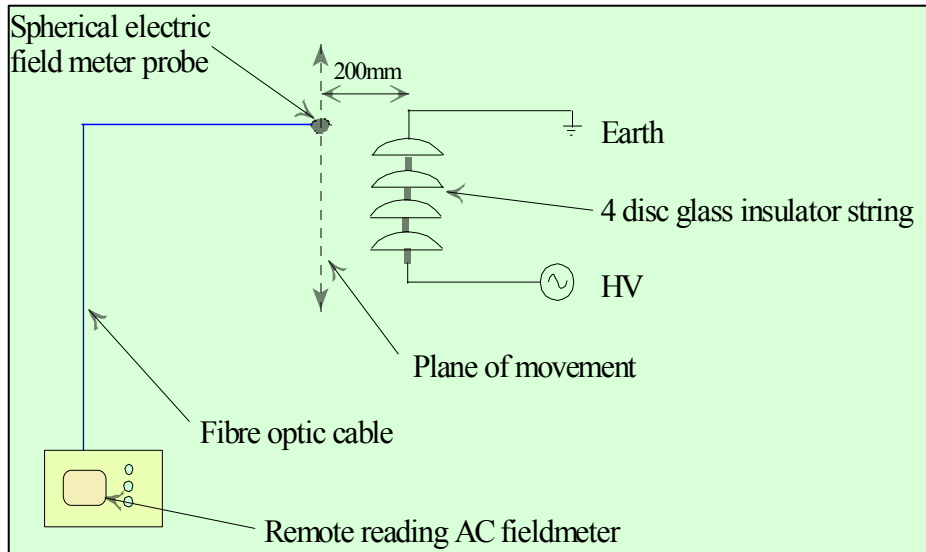 Spherical electric
field meter probe
200mm
Earth
4 disc glass insulator string
HV
Plane of movement
Fibre optic cable
Remote reading AC fieldmeter